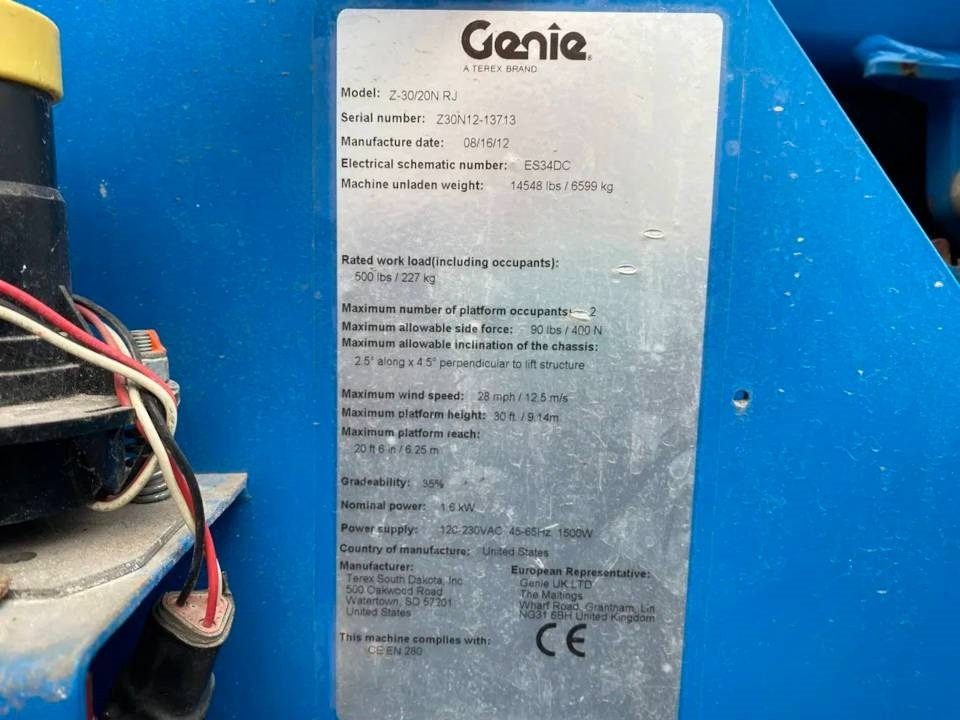 Genie
A TEREX BRAND
Model: Z-30/20N RJ
Serial number: Z30N12-13713
Manufacture date: 08/16/12
Electrical schematic number: ES34DC
Machine unladen weight: 14548 lbs / 6599 kg
Rated work load(including occupants):
500 lbs / 227 kg
Maximum number of platform occupants: 2
Maximum allowable side force: 90 lbs / 400 N
Maximum allowable inclination of the chassis:
2.5° along x 4.5° perpendicular to lift structure
Maximum wind speed: 28 mph / 12.5 m/s
Maximum platform height: 30 ft / 9.14m
Maximum platform reach:
20 ft 6 in / 6.25 m
Gradeability: 35%
Nominal power: 1.6 kW
Power supply: 120-230VAC 45-65Hz 1500W
Country of manufacture: United States
Manufacturer:
Terex South Dakota, Inc
500 Oakwood Road
Watertown, SD 57201
United States
European Representative:
Genie UK LTD
The Maltings
Wharf Road, Grantham, Lin
NG31 6BH United Kingdom
This machine complies with:
CE EN 280
CE